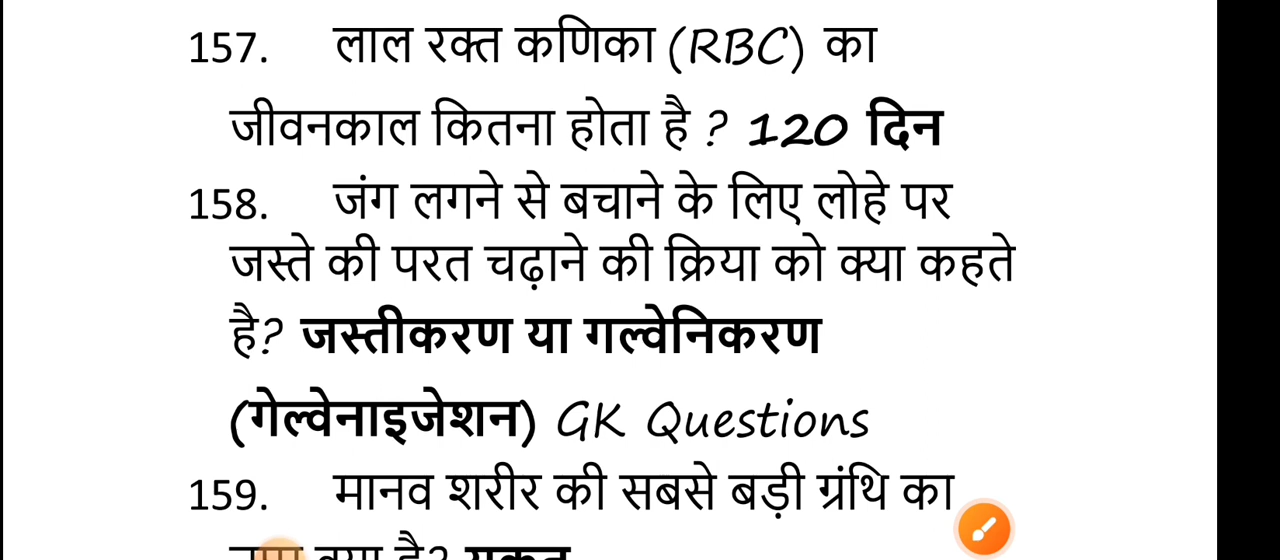 157. लाल रक्त कणिका (RBC) का
जीवनकाल कितना होता है ? 120 दिन
158. जंग लगने से बचाने के लिए लोहे पर
जस्ते की परत चढ़ाने की क्रिया को क्या कहते
है? जस्तीकरण या गल्वेनिकरण
(गेल्वेनाइजेशन) GK Questions
159. मानव शरीर की सबसे बड़ी ग्रंथि का
क्या है? यकृत